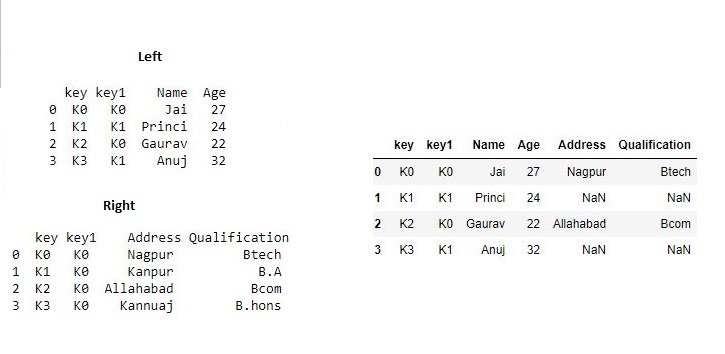 Left
key key1 Name Age
0 K0 K0 Jai 27
1 K1 K1 Princi 24
2 K2 K0 Gaurav 22
3 K3 K1 Anuj 32
Right
key key1 Address Qualification
0 K0 K0 Nagpur Btech
1 K1 K0 Kanpur B.A
2 K2 K0 Allahabad Bcom
3 K3 K0 Kannuaj B.hons
key key1 Name Age Address Qualification
0 K0 K0 Jai 27 Nagpur Btech
1 K1 K1 Princi 24 NaN NaN
2 K2 K0 Gaurav 22 Allahabad Bcom
3 K3 K1 Anuj 32 NaN NaN